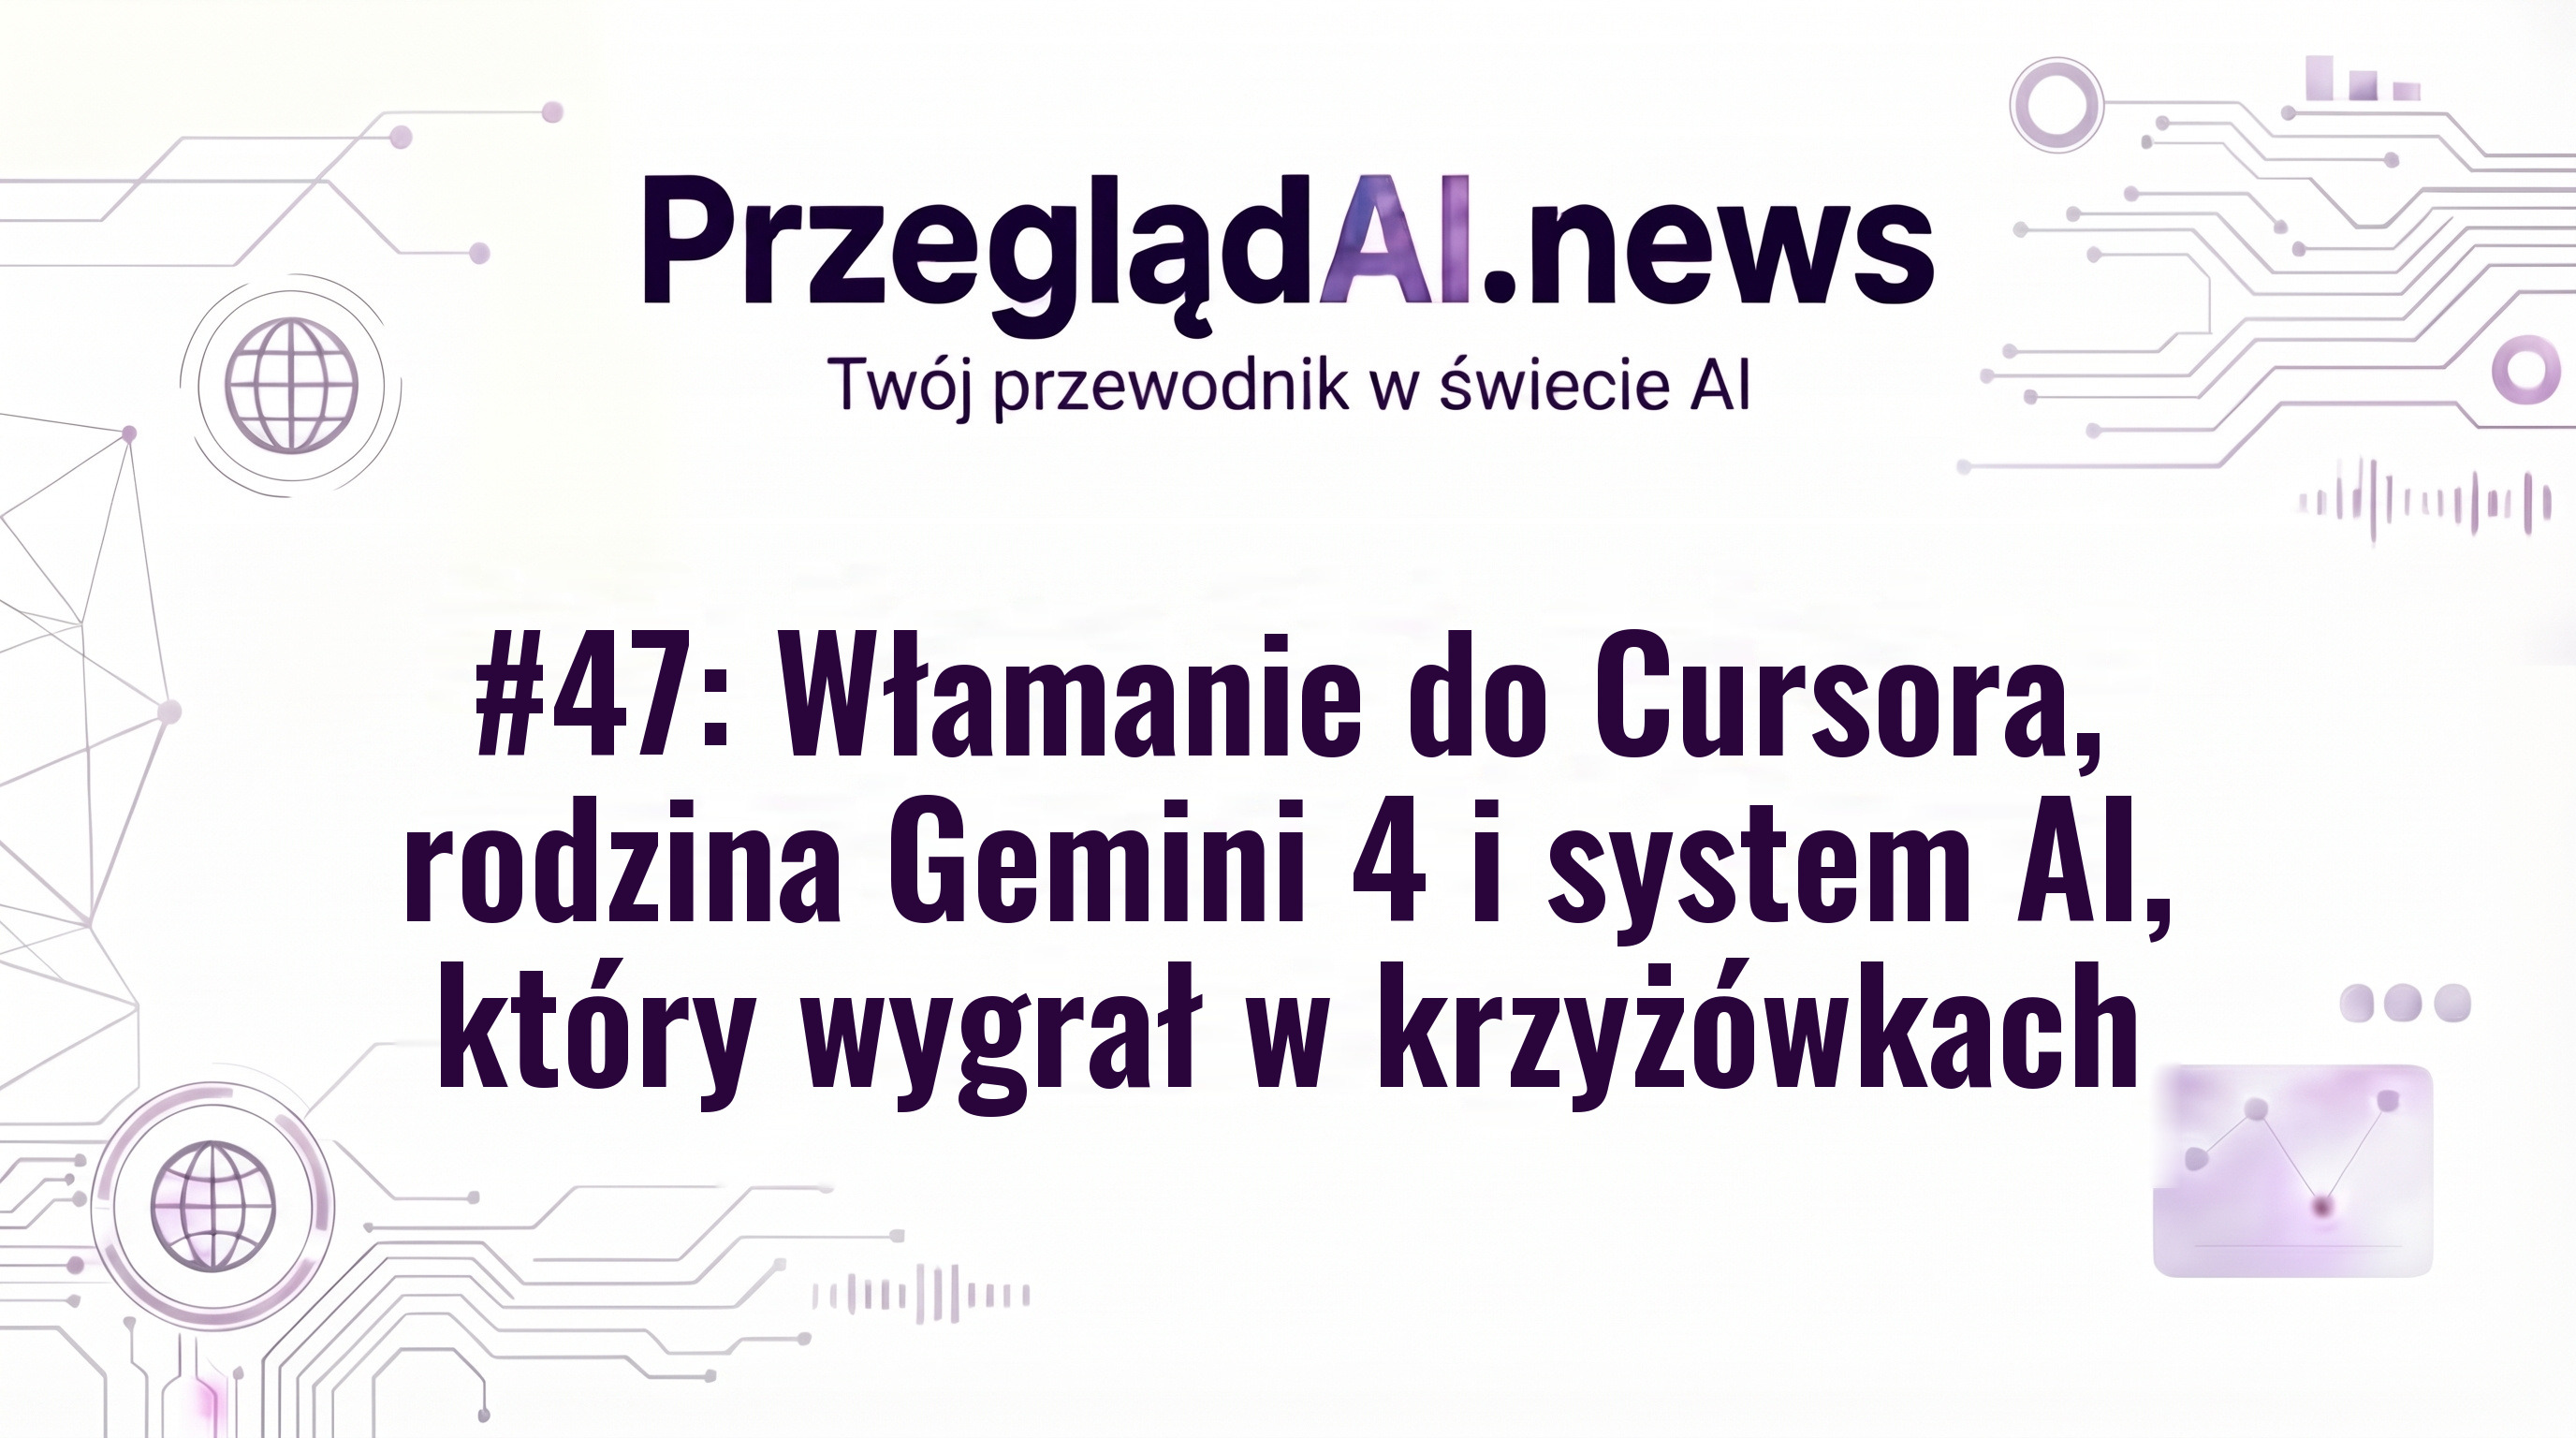 PrzeglądAI.news
Twój przewodnik w świecie AI
#47: Włamanie do Cursora,
rodzina Gemini 4 i system AI,
który wygrał w krzyżówkach